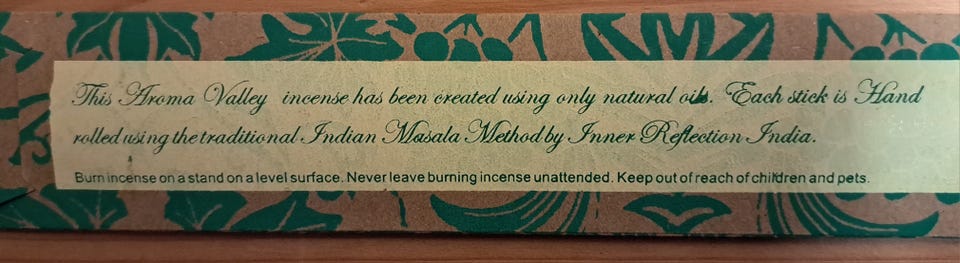 This Aroma Valley incense has been created using only natural oils. Each stick is Hand
rolled using the traditional Indian Masala Method by Inner Reflection India.
Burn incense on a stand on a level surface. Never leave burning incense unattended. Keep out of reach of children and pets.